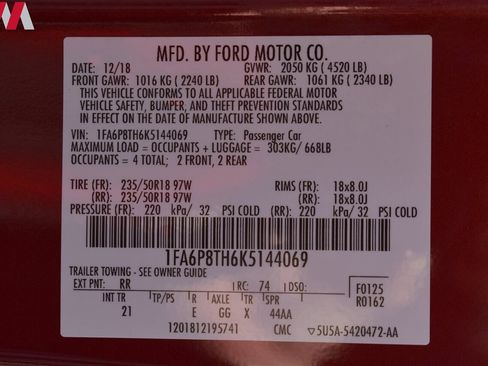 MFD. BY FORD MOTOR CO.
DATE: 12/18 GVWR: 2050 KG ( 4520 LB)
FRONT GAWR: 1016 KG ( 2240 LB) REAR GAWR: 1061 KG ( 2340 LB)
THIS VEHICLE CONFORMS TO ALL APPLICABLE FEDERAL MOTOR
VEHICLE SAFETY, BUMPER, AND THEFT PREVENTION STANDARDS
IN EFFECT ON THE DATE OF MANUFACTURE SHOWN ABOVE.
VIN: 1FA6P8TH6K5144069 TYPE: Passenger Car
MAXIMUM LOAD = OCCUPANTS + LUGGAGE = 303KG/ 668LB
OCCUPANTS = 4 TOTAL; 2 FRONT, 2 REAR
TIRE (FR): 235/50R18 97W RIMS (FR): 18x8.0J
(RR): 235/50R18 97W (RR): 18x8.0J
PRESSURE (FR): 220 kPa/ 32 PSI COLD (RR): 220 kPa/ 32 PSI COLD
1FA6P8TH6K5144069
TRAILER TOWING - SEE OWNER GUIDE
EXT PNT: RR RC: 74 DSO: F0125
INT TR TP/PS R AXLE TR SPR R0162
21 E GG X 44AA
1201812195741 CMC 5U5A-5420472-AA